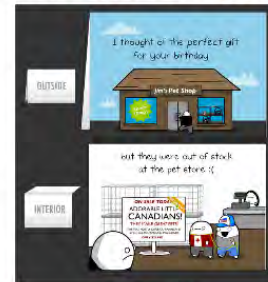 I thought of the perfect gift
for your birthday
OUTSIDE
Jim's Pet Shop
but they were out of stock
at the pet store :(
INTERIOR
ON SALE TODAY
ADORABLE LITTLE
CANADIANS!